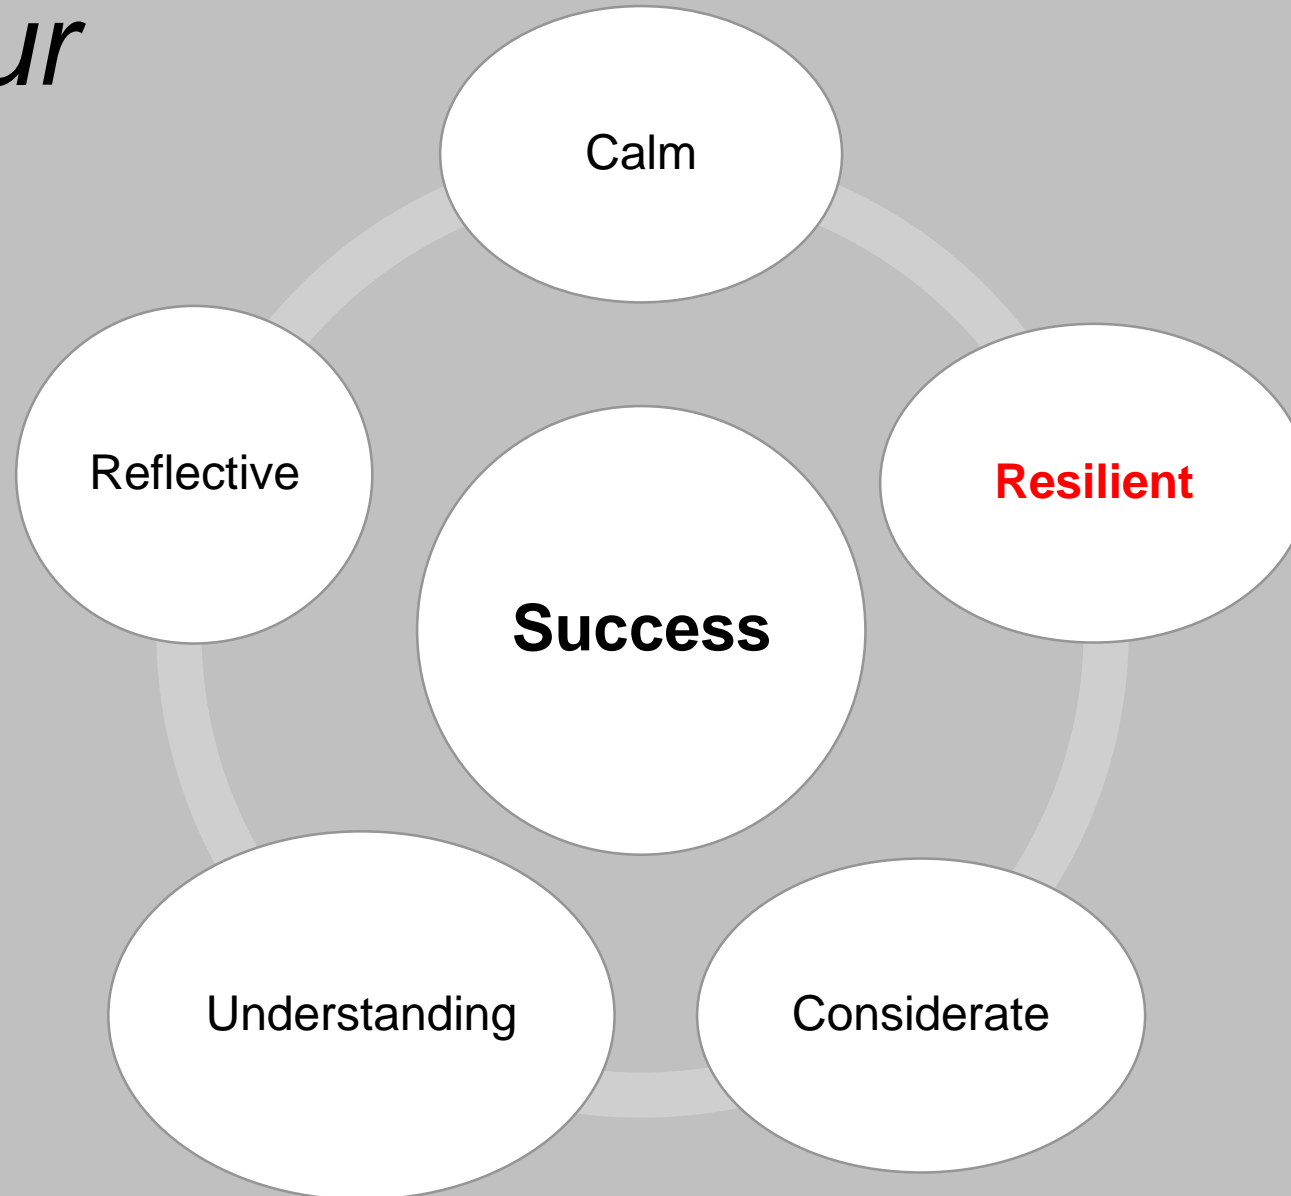 ur
Calm
Reflective
Resilient
Success
Understanding
Considerate